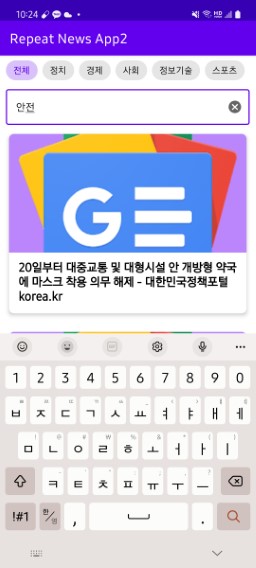 10:24
Repeat News App2
전체 정치 경제 사회 정보기술 스포츠
안전
GE
20일부터 대중교통 및 대형시설 안 개방형 약국
에 마스크 착용 의무 해제 - 대한민국정책포털
korea.kr
1 2 3 4 5 6 7 8 9 0
ㅂ ㅈ ㄷ ㄱ ㅅ ㅛ ㅕ ㅑ ㅐ ㅔ
ㅁ ㄴ ㅇ ㄹ ㅎ ㅗ ㅓ ㅏ ㅣ
ㅋ ㅌ ㅊ ㅍ ㅠ ㅜ ㅡ
!#1 한/영 , .